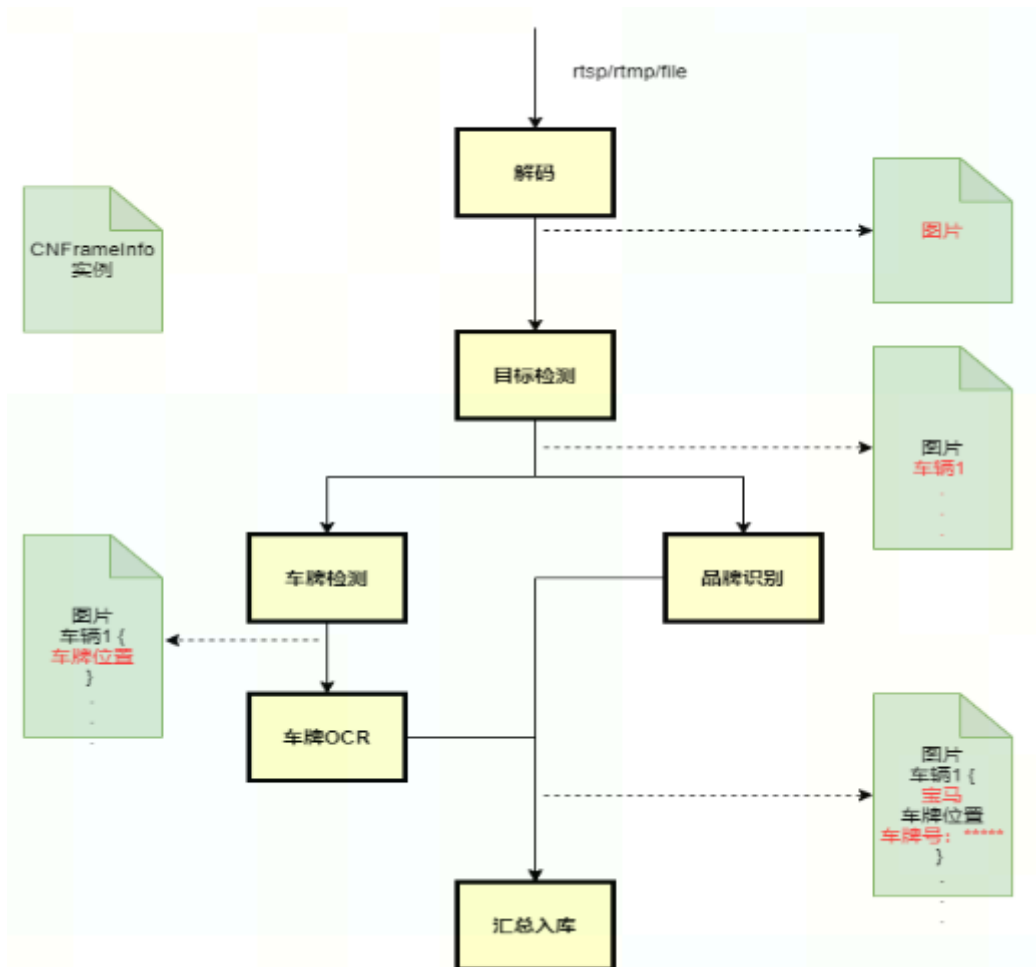 rtsp/rtmp/file
解码
CNFrameInfo
实例
图片
目标检测
图片
车辆1
.
.
.
车牌检测
品牌识别
图片
车辆1 {
车牌位置
}
.
.
.
车牌OCR
图片
车辆1 {
宝马
车牌位置
车牌号： *****
}
.
.
.
汇总入库